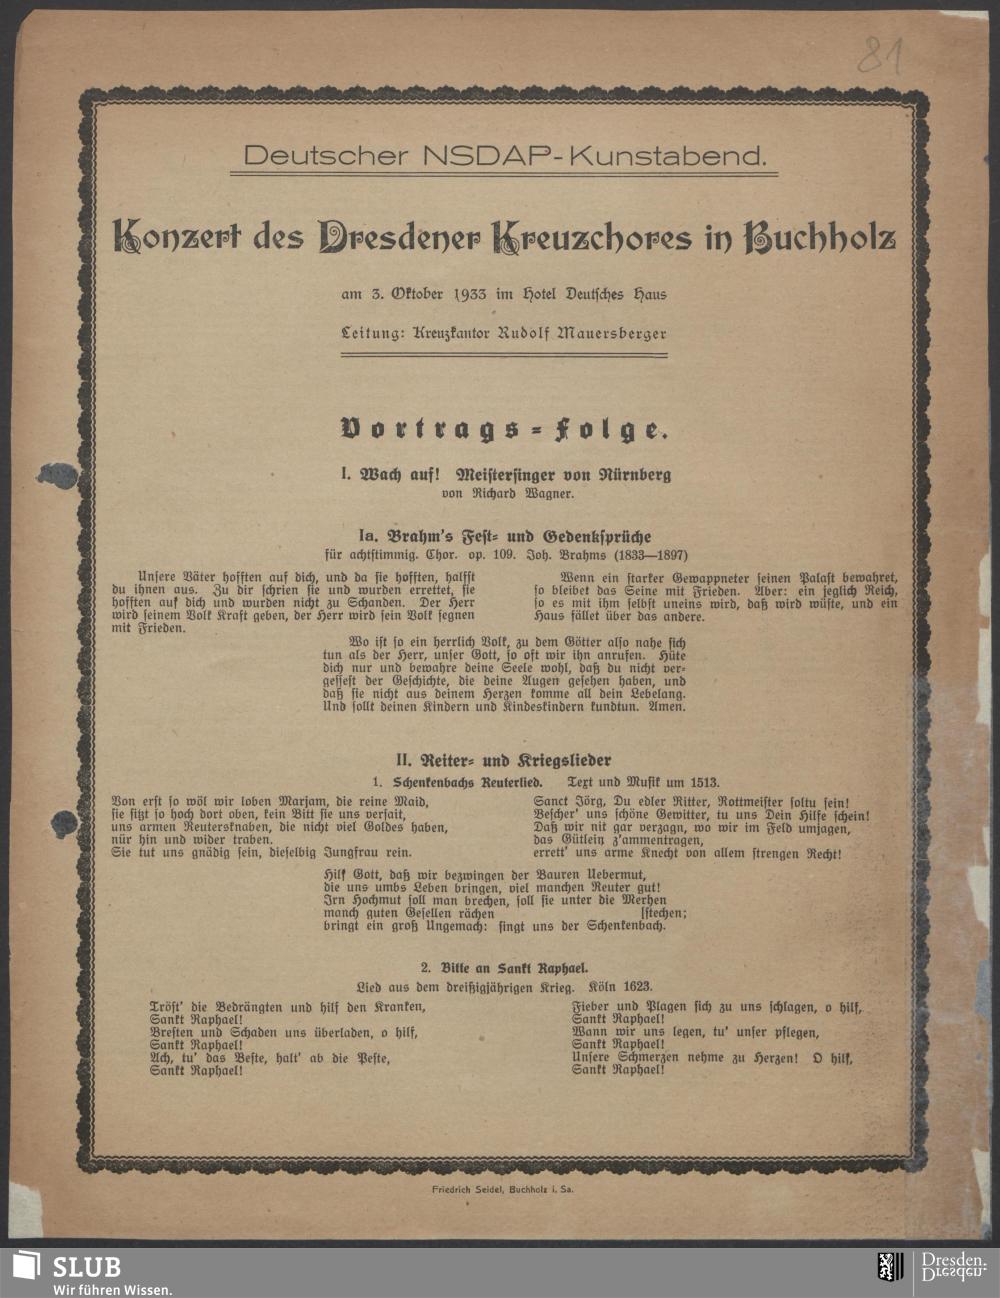 81
Deutscher NSDAP-Kunstabend.
Konzert des Dresdener Kreuzchores in Buchholz
am 3. Oktober 1933 im Hotel Deutsches Haus
Leitung: Kreuzkantor Rudolf Mauersberger
Vortrags-Folge.
I. Wach auf! Meistersinger von Nürnberg
von Richard Wagner.
Ia. Brahm's Fest- und Gedenksprüche
für achtstimmig. Chor. op. 109. Joh. Brahms (1833—1897)
Unsere Väter hofften auf dich, und da sie hofften, halfst
du ihnen aus. Zu dir schrien sie und wurden errettet, sie
hofften auf dich und wurden nicht zu Schanden. Der Herr
wird seinem Volk Kraft geben, der Herr wird sein Volk segnen
mit Frieden.
Wenn ein starker Gewappneter seinen Palast bewahret,
so bleibet das Seine mit Frieden. Aber: ein jeglich Reich,
so es mit ihm selbst uneins wird, daß wird wüste, und ein
Haus fället über das andere.
Wo ist so ein herrlich Volk, zu dem Götter also nahe sich
tun als der Herr, unser Gott, so oft wir ihn anrufen. Hüte
dich nur und bewahre deine Seele wohl, daß du nicht ver-
gessest der Geschichte, die deine Augen gesehen haben, und
daß sie nicht aus deinem Herzen komme all dein Lebelang.
Und sollt deinen Kindern und Kindeskindern kundtun. Amen.
II. Reiter- und Kriegslieder
1. Schenkenbachs Reuterlied. Text und Musik um 1513.
Von erst so wöl wir loben Marjam, die reine Maid,
sie sitzt so hoch dort oben, kein Bitt sie uns versait,
uns armen Reutersknaben, die nicht viel Goldes haben,
nür hin und wider traben.
Sie tut uns gnädig sein, dieselbig Jungfrau rein.
Sanct Jörg, Du edler Ritter, Rottmeister soltu sein!
Bescher' uns schöne Gewitter, tu uns Dein Hilfe schein!
Daß wir nit gar verzagn, wo wir im Feld umjagen,
das Gütlein z'ammentragen,
errett' uns arme Knecht von allem strengen Recht!
Hilf Gott, daß wir bezwingen der Bauren Uebermut,
die uns umbs Leben bringen, viel manchen Reuter gut!
Irn Hochmut soll man brechen, soll sie unter die Merhen
manch guten Gesellen rächen [stechen;
bringt ein groß Ungemach: singt uns der Schenkenbach.
2. Bitte an Sankt Raphael.
Lied aus dem dreißigjährigen Krieg. Köln 1623.
Tröst' die Bedrängten und hilf den Kranken,
Sankt Raphael!
Bresten und Schaden uns überladen, o hilf,
Sankt Raphael!
Ach, tu' das Beste, halt' ab die Peste,
Sankt Raphael!
Fieber und Plagen sich zu uns schlagen, o hilf,
Sankt Raphael!
Wann wir uns legen, tu' unser pflegen,
Sankt Raphael!
Unsere Schmerzen nehme zu Herzen! O hilf,
Sankt Raphael!
Friedrich Seidel, Buchholz i. Sa.
SLUB
Wir führen Wissen.
Dresden.
Dresden.